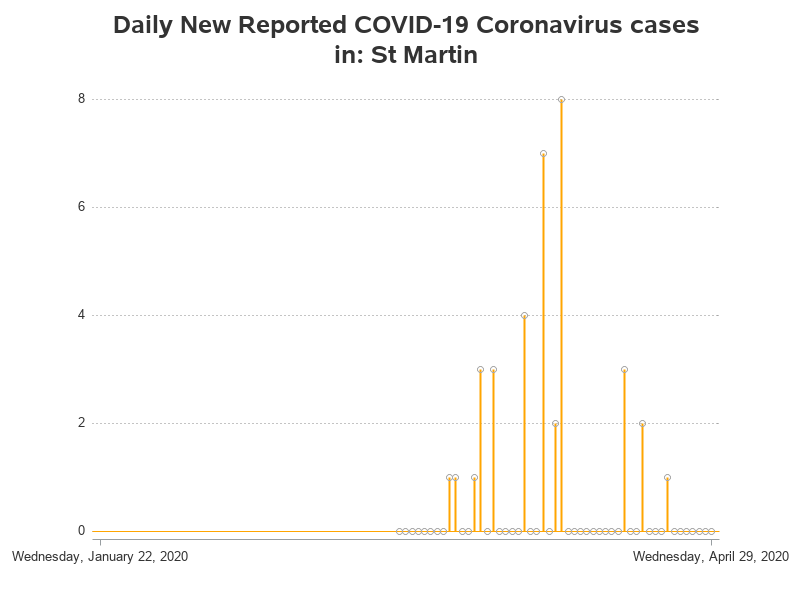 Daily New Reported COVID-19 Coronavirus cases
in: St Martin
8
6
4
2
0
Wednesday, January 22, 2020
Wednesday, April 29, 2020